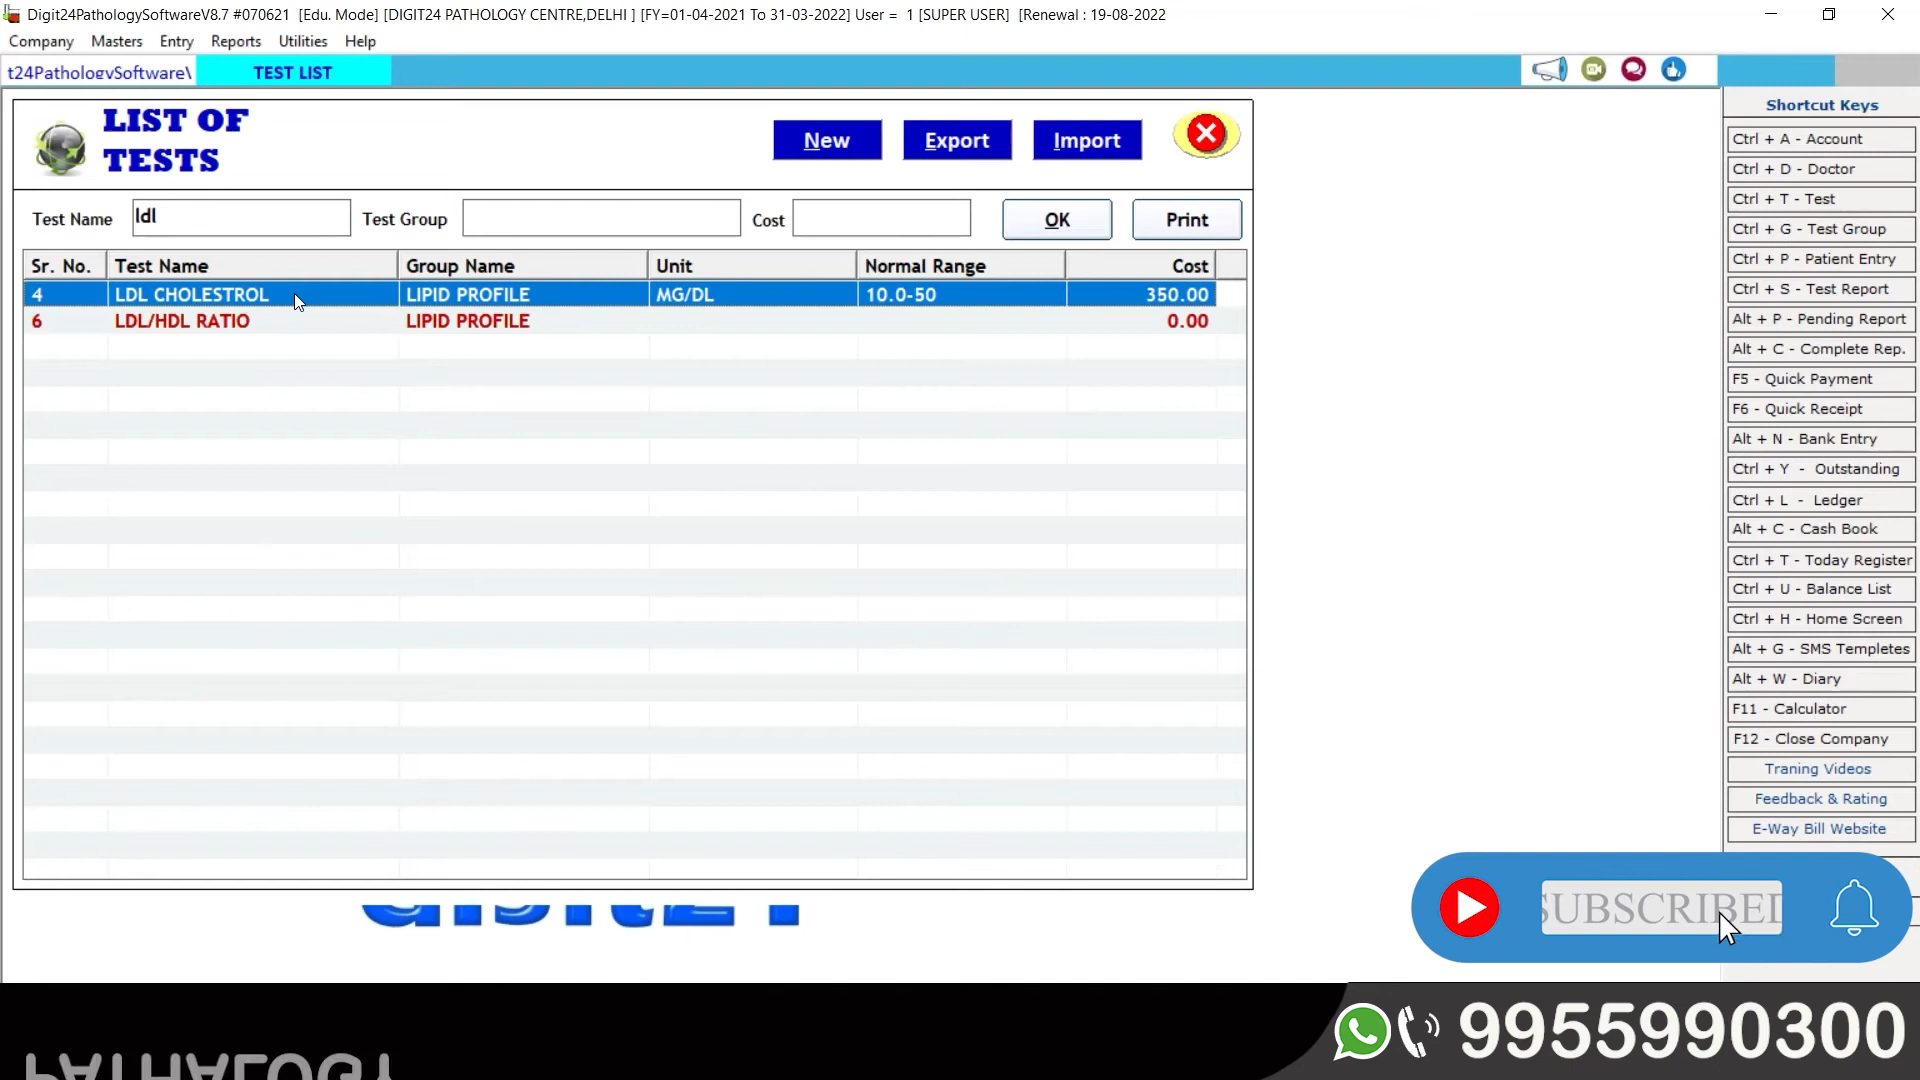 Digit24PathologySoftwareV8.7 #070621 [Edu. Mode] [DIGIT24 PATHOLOGY CENTRE,DELHI ] [FY=01-04-2021 To 31-03-2022] User = 1 [SUPER USER] [Renewal : 19-08-2022
Company Masters Entry Reports Utilities Help
t24PathologySoftware\ TEST LIST
Shortcut Keys
LIST OF
TESTS
New Export Import
Test Name ldl Test Group Cost OK Print
Sr. No. Test Name Group Name Unit Normal Range Cost
4 LDL CHOLESTROL LIPID PROFILE MG/DL 10.0-50 350.00
6 LDL/HDL RATIO LIPID PROFILE 0.00
Ctrl + A - Account
Ctrl + D - Doctor
Ctrl + T - Test
Ctrl + G - Test Group
Ctrl + P - Patient Entry
Ctrl + S - Test Report
Alt + P - Pending Report
Alt + C - Complete Rep.
F5 - Quick Payment
F6 - Quick Receipt
Alt + N - Bank Entry
Ctrl + Y - Outstanding
Ctrl + L - Ledger
Alt + C - Cash Book
Ctrl + T - Today Register
Ctrl + U - Balance List
Ctrl + H - Home Screen
Alt + G - SMS Templetes
Alt + W - Diary
F11 - Calculator
F12 - Close Company
Traning Videos
Feedback & Rating
E-Way Bill Website
SUBSCRIBED
9955990300